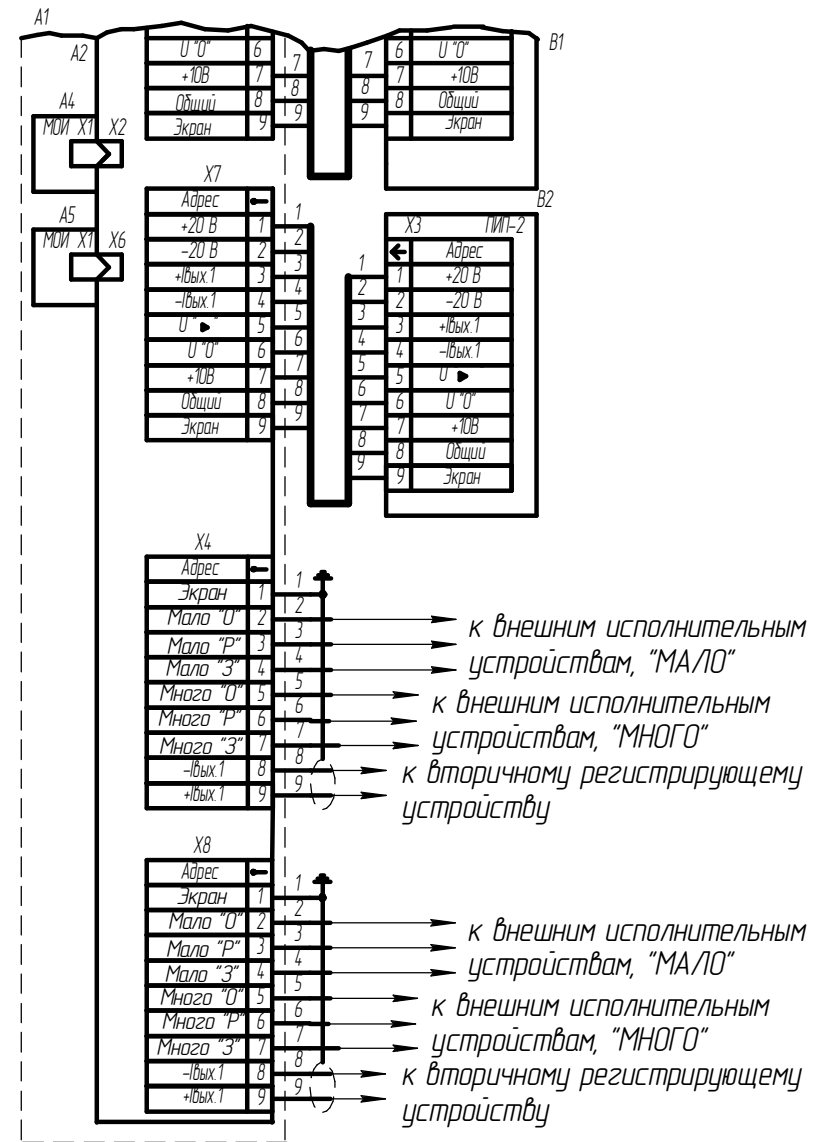 A1
A2
U "0" 6
+10В 7 7
Общий 8 8
Экран 9 9
7 6 U "0"
8 7 +10В
9 8 Общий
Экран
B1
A4
МОИ X1 X2
A5
МОИ X1 X6
X7
Адрес
+20 В 1 1
-20 В 2 2
+Iвых.1 3 3
-Iвых.1 4 4
U "►" 5 5
U "0" 6 6
+10В 7 7
Общий 8 8
Экран 9 9
B2
X3 ПИП-2
Адрес
1 1 +20 В
2 2 -20 В
3 3 +Iвых.1
4 4 -Iвых.1
5 5 U ►
6 6 U "0"
7 7 +10В
8 8 Общий
9 9 Экран
X4
Адрес
Экран 1 1
Мало "О" 2 2
Мало "Р" 3 3
Мало "З" 4 4
Много "О" 5 5
Много "Р" 6 6
Много "З" 7 7
-Iвых.1 8 8
+Iвых.1 9 9
к внешним исполнительным
устройствам, "МАЛО"
к внешним исполнительным
устройствам, "МНОГО"
к вторичному регистрирующему
устройству
X8
Адрес
Экран 1 1
Мало "О" 2 2
Мало "Р" 3 3
Мало "З" 4 4
Много "О" 5 5
Много "Р" 6 6
Много "З" 7 7
-Iвых.1 8 8
+Iвых.1 9 9
к внешним исполнительным
устройствам, "МАЛО"
к внешним исполнительным
устройствам, "МНОГО"
к вторичному регистрирующему
устройству